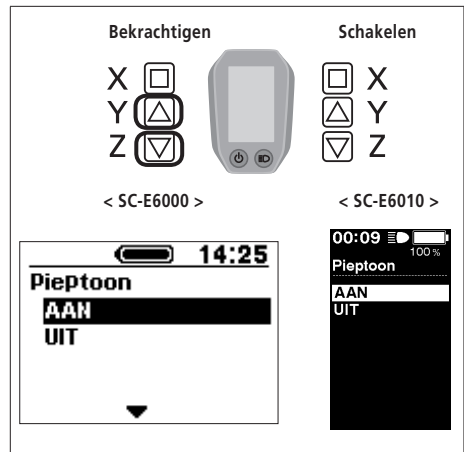 Bekrachtigen Schakelen
X X
Y Y
Z Z
< SC-E6000 > < SC-E6010 >
14:25
Pieptoon
AAN
UIT
00:09
100 %
Pieptoon
AAN
UIT